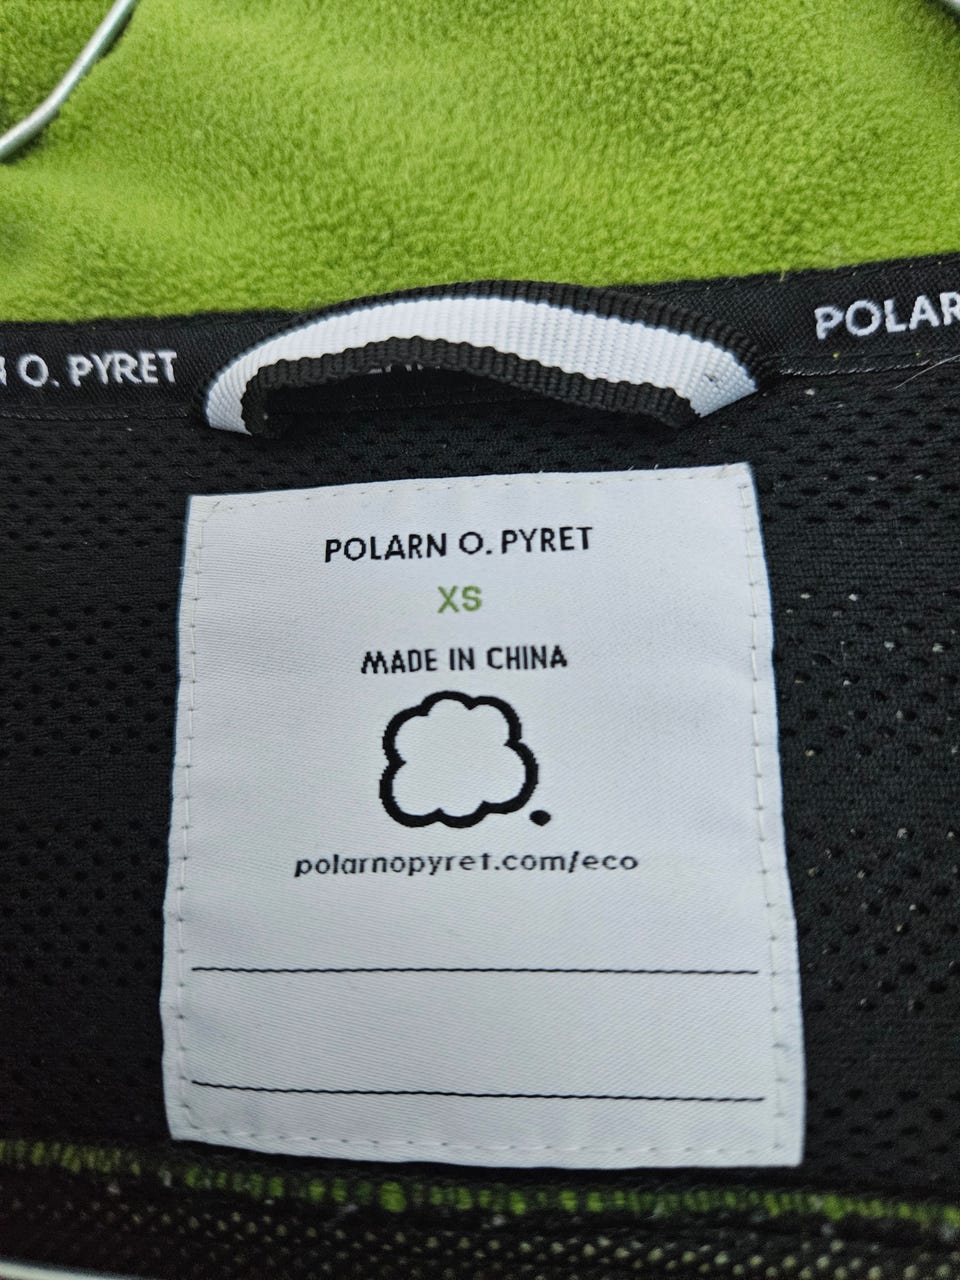 N O. PYRET
POLAR
POLARN O. PYRET
XS
MADE IN CHINA
polarnopyret.com/eco